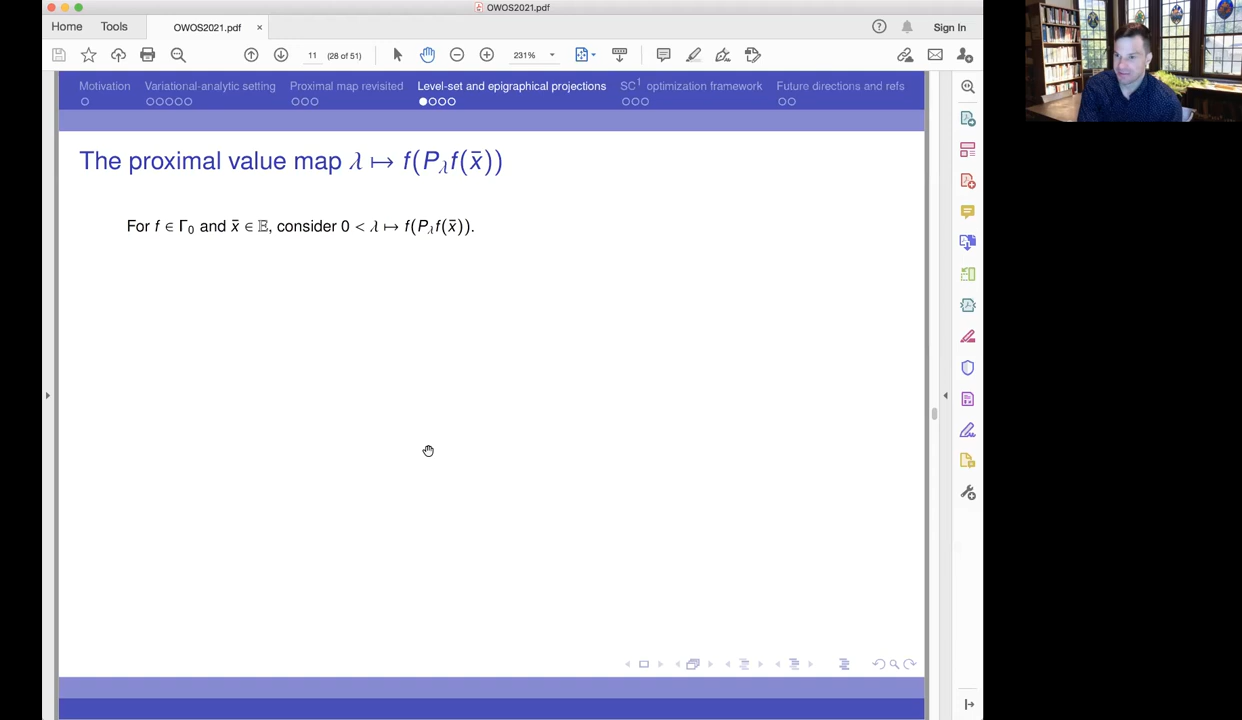 OWOS2021.pdf
Home Tools OWOS2021.pdf × Sign In
11 (28 of 51) 231%
Motivation Variational-analytic setting Proximal map revisited Level-set and epigraphical projections SC¹ optimization framework Future directions and refs
The proximal value map λ ↦ f(P_λf(x̄))
For f ∈ Γ₀ and x̄ ∈ 𝔼, consider 0 < λ ↦ f(P_λf(x̄)).